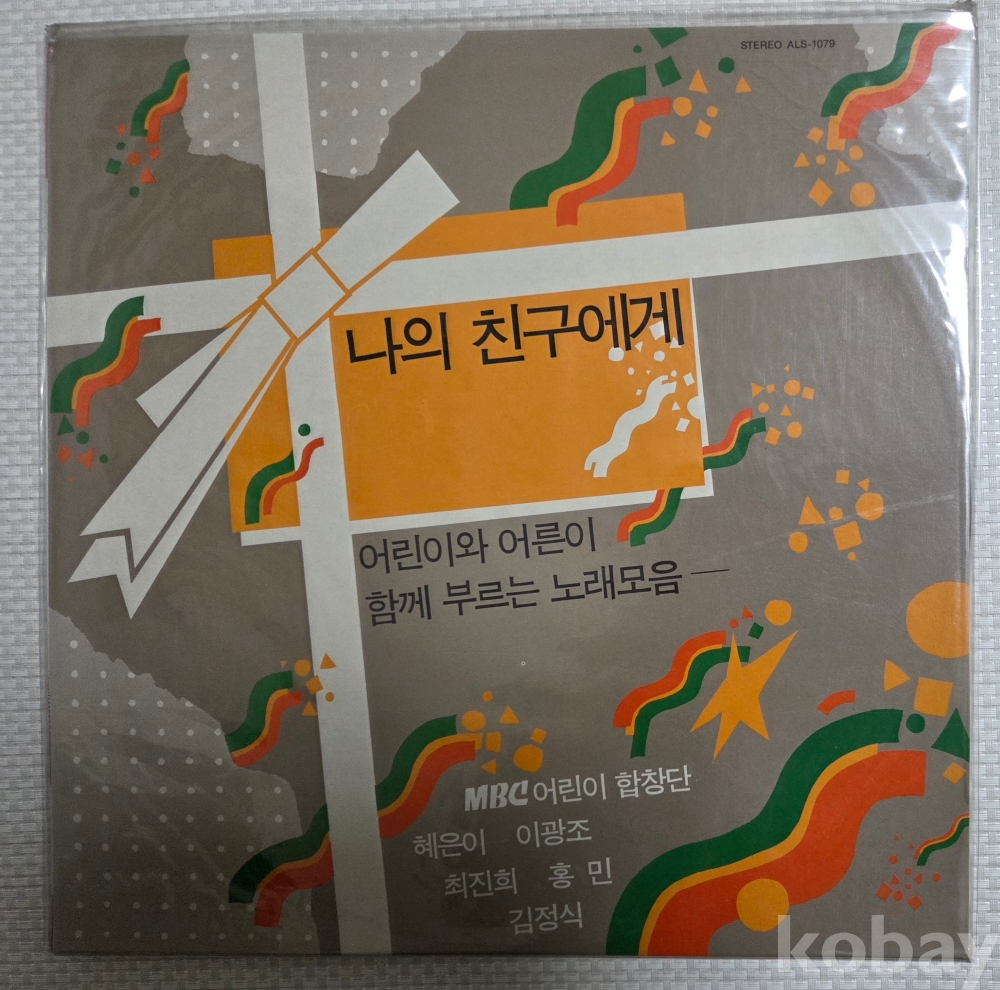 STEREO ALS-1079
나의 친구에게
어린이와 어른이
함께 부르는 노래모음 —
MBC 어린이 합창단
혜은이 이광조
최진희 홍 민
김정식
kobay